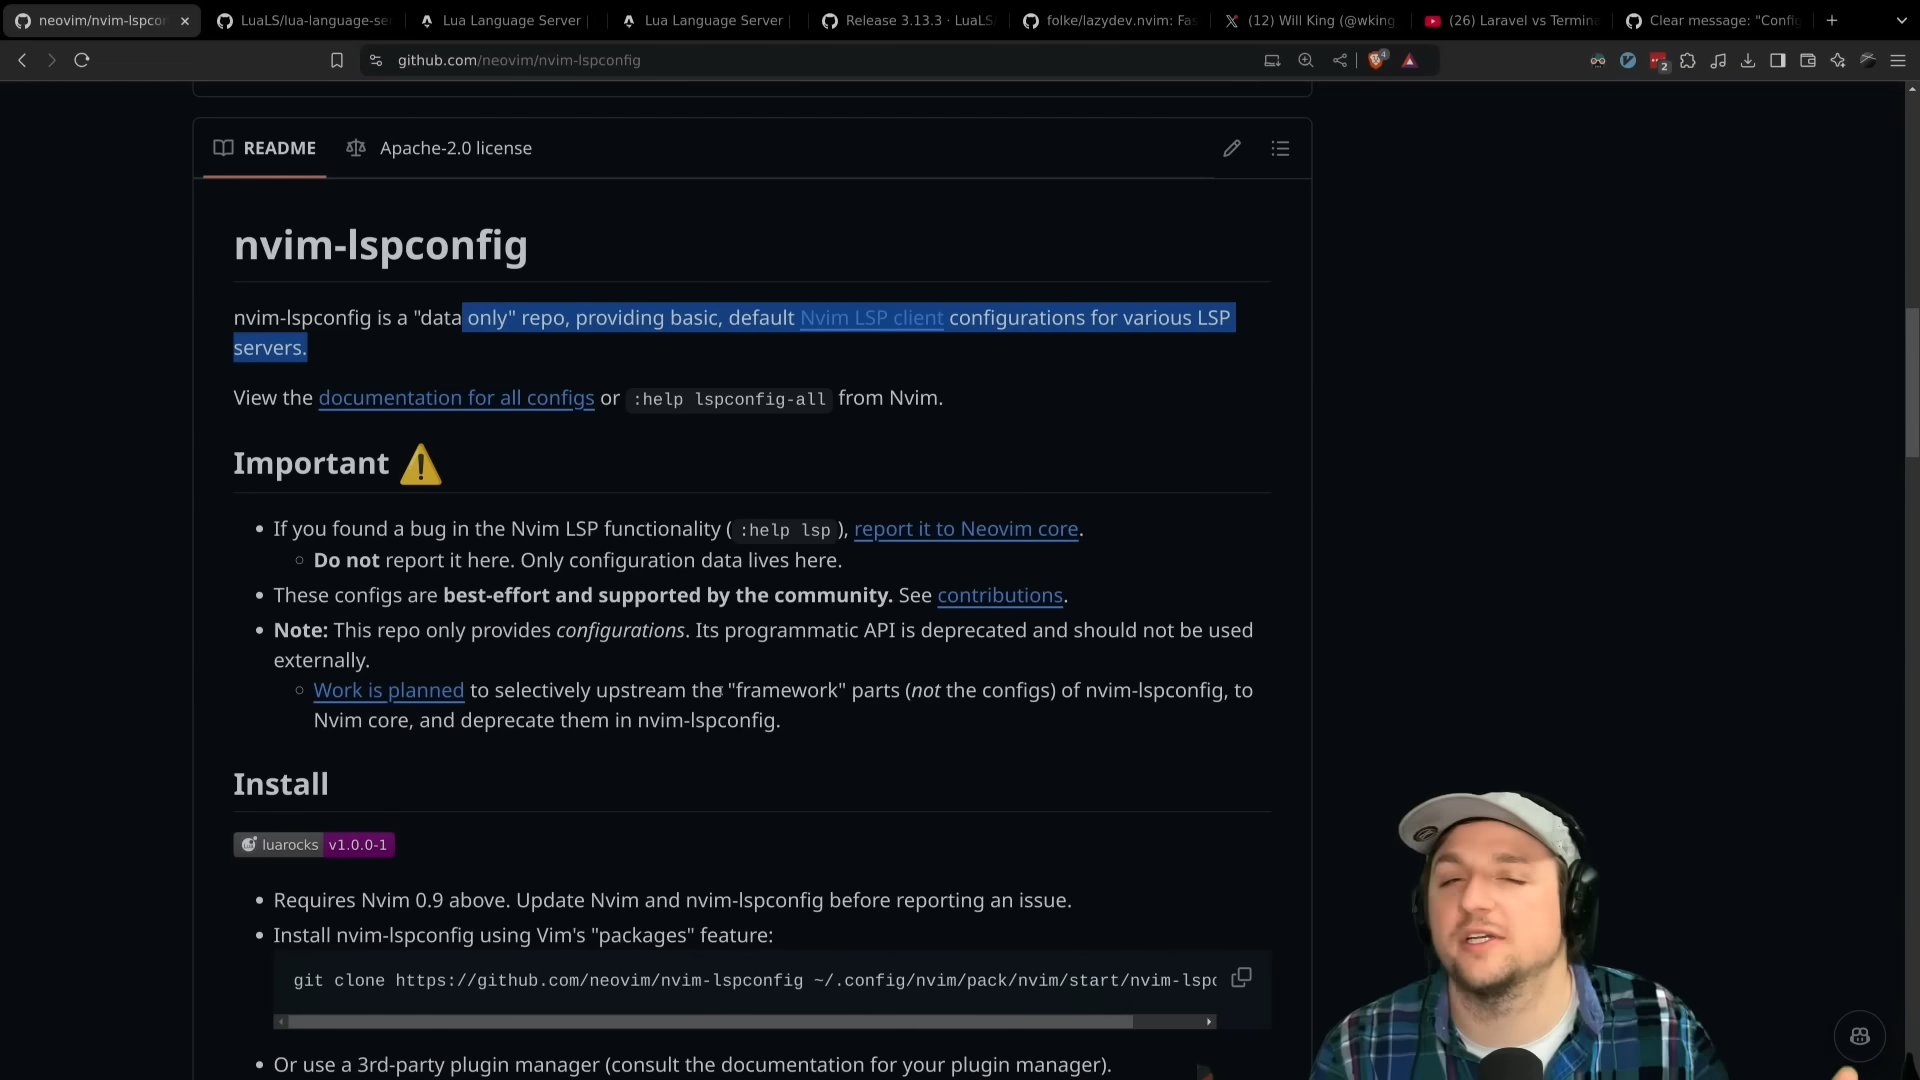 neovim/nvim-lspcon
LuaLS/lua-language-se
Lua Language Server
Lua Language Server
Release 3.13.3 · LuaLS
folke/lazydev.nvim: Fas
(12) Will King (@wking
(26) Laravel vs Termina
Clear message: "Config
github.com/neovim/nvim-lspconfig
4
2
README
Apache-2.0 license
nvim-lspconfig
nvim-lspconfig is a "data only" repo, providing basic, default Nvim LSP client configurations for various LSP
servers.
View the documentation for all configs or :help lspconfig-all from Nvim.
Important ⚠️
• If you found a bug in the Nvim LSP functionality (:help lsp), report it to Neovim core.
◦ Do not report it here. Only configuration data lives here.
• These configs are best-effort and supported by the community. See contributions.
• Note: This repo only provides configurations. Its programmatic API is deprecated and should not be used
externally.
◦ Work is planned to selectively upstream the "framework" parts (not the configs) of nvim-lspconfig, to
Nvim core, and deprecate them in nvim-lspconfig.
Install
luarocks v1.0.0-1
• Requires Nvim 0.9 above. Update Nvim and nvim-lspconfig before reporting an issue.
• Install nvim-lspconfig using Vim's "packages" feature:
git clone https://github.com/neovim/nvim-lspconfig ~/.config/nvim/pack/nvim/start/nvim-lspc
• Or use a 3rd-party plugin manager (consult the documentation for your plugin manager).